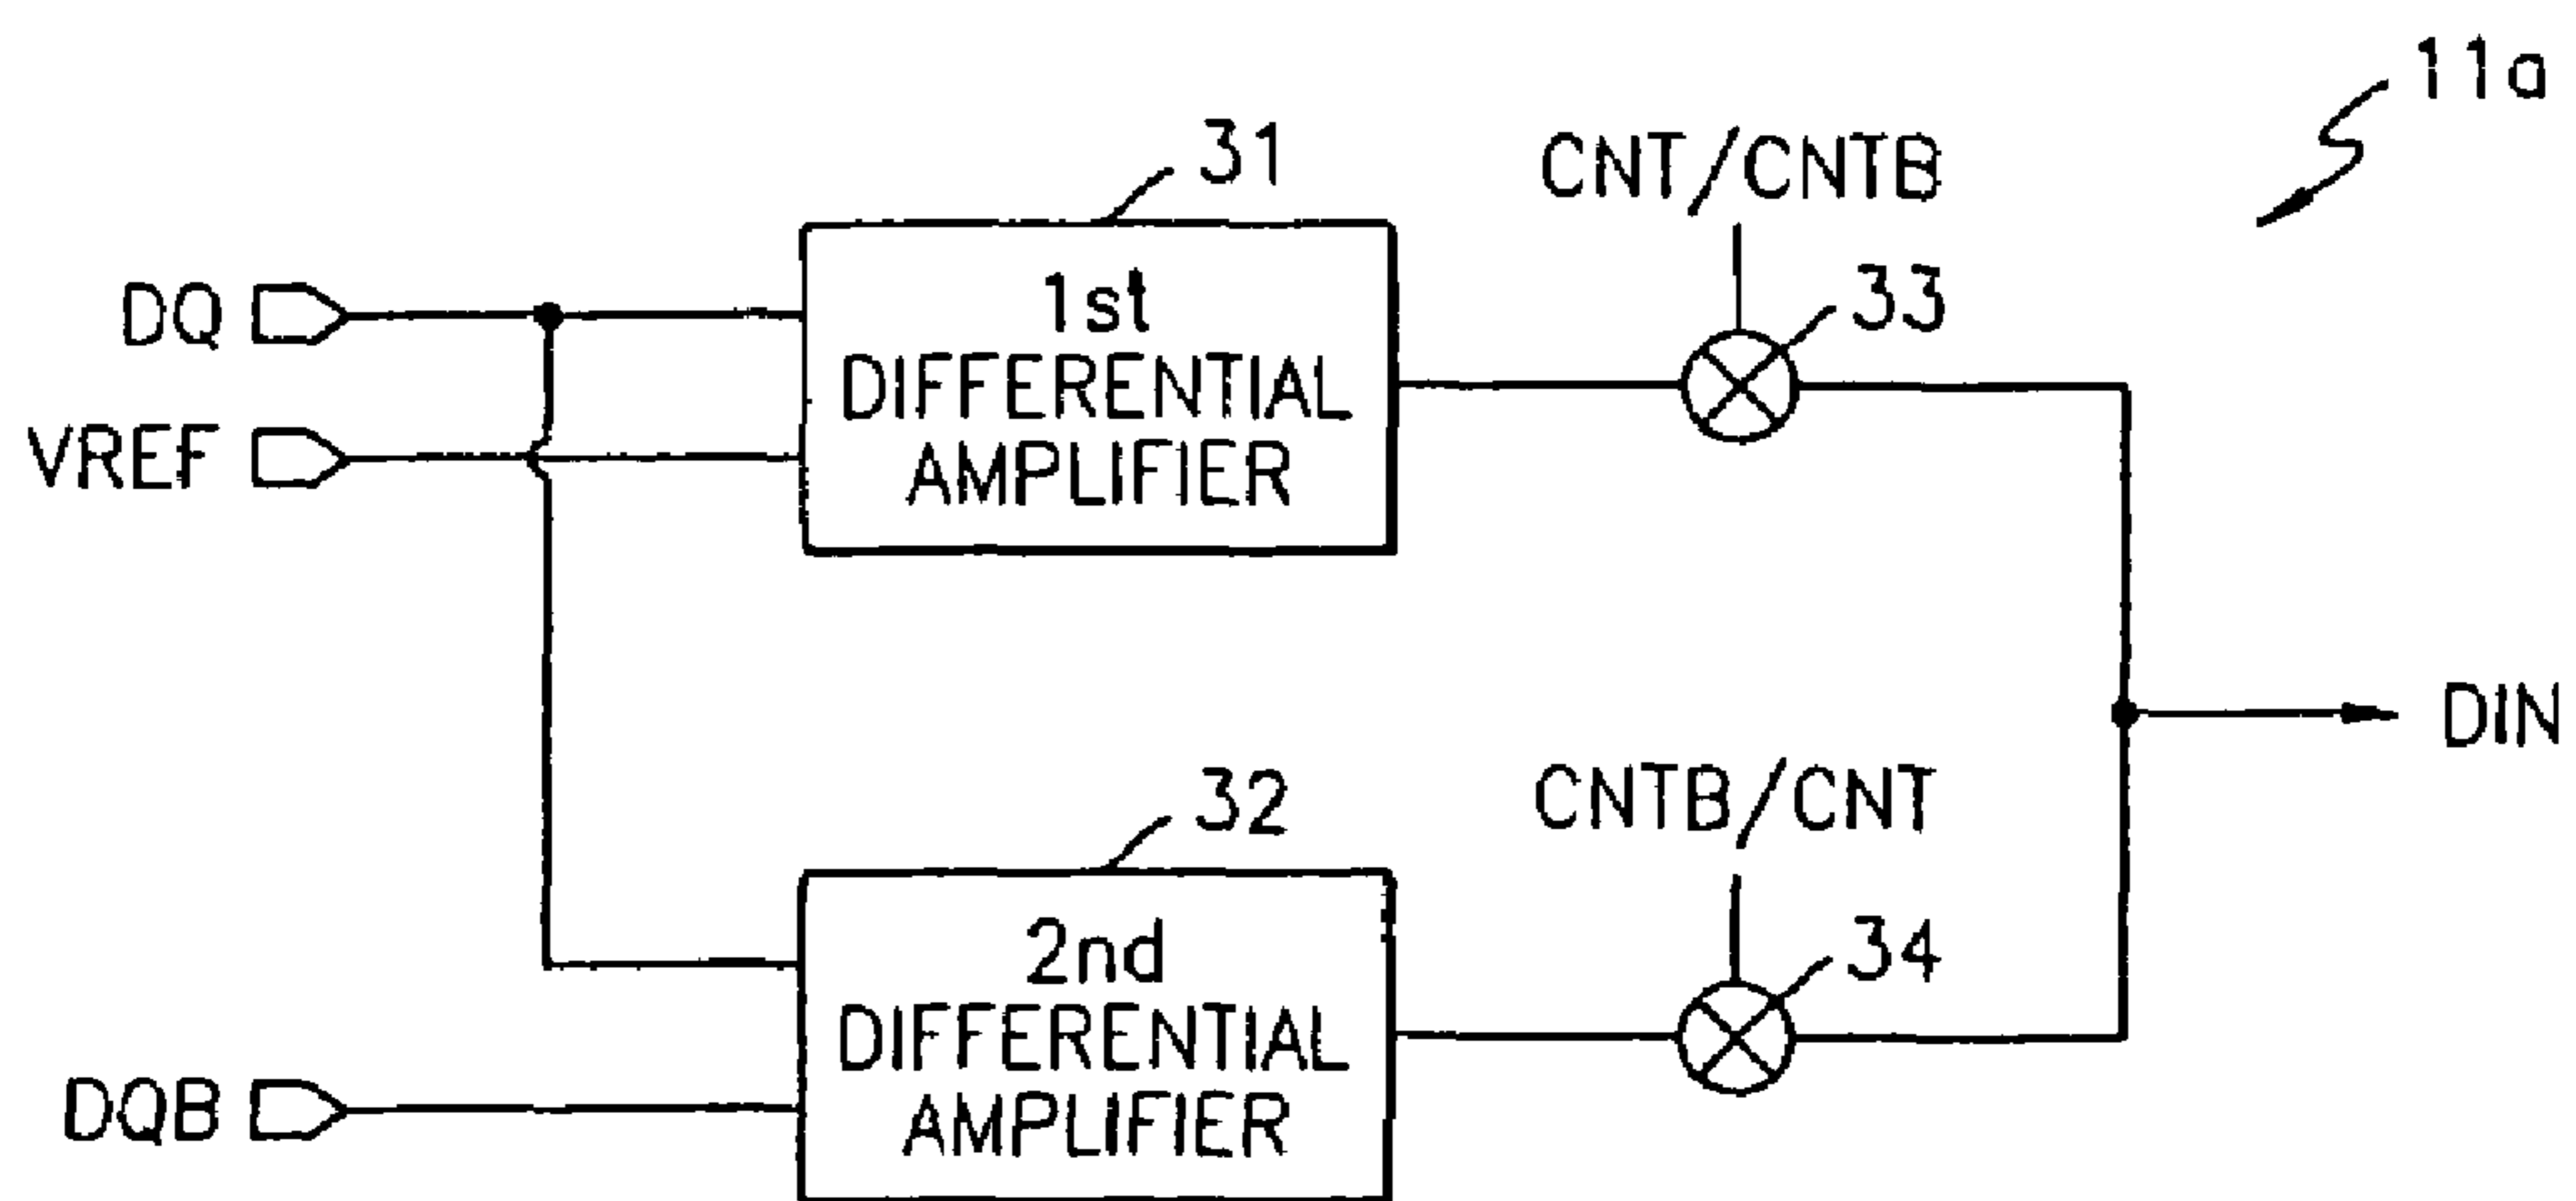 11a
31
CNT/CNTB
DQ
1st
DIFFERENTIAL
AMPLIFIER
33
VREF
DIN
32
CNTB/CNT
2nd
DIFFERENTIAL
AMPLIFIER
34
DQB